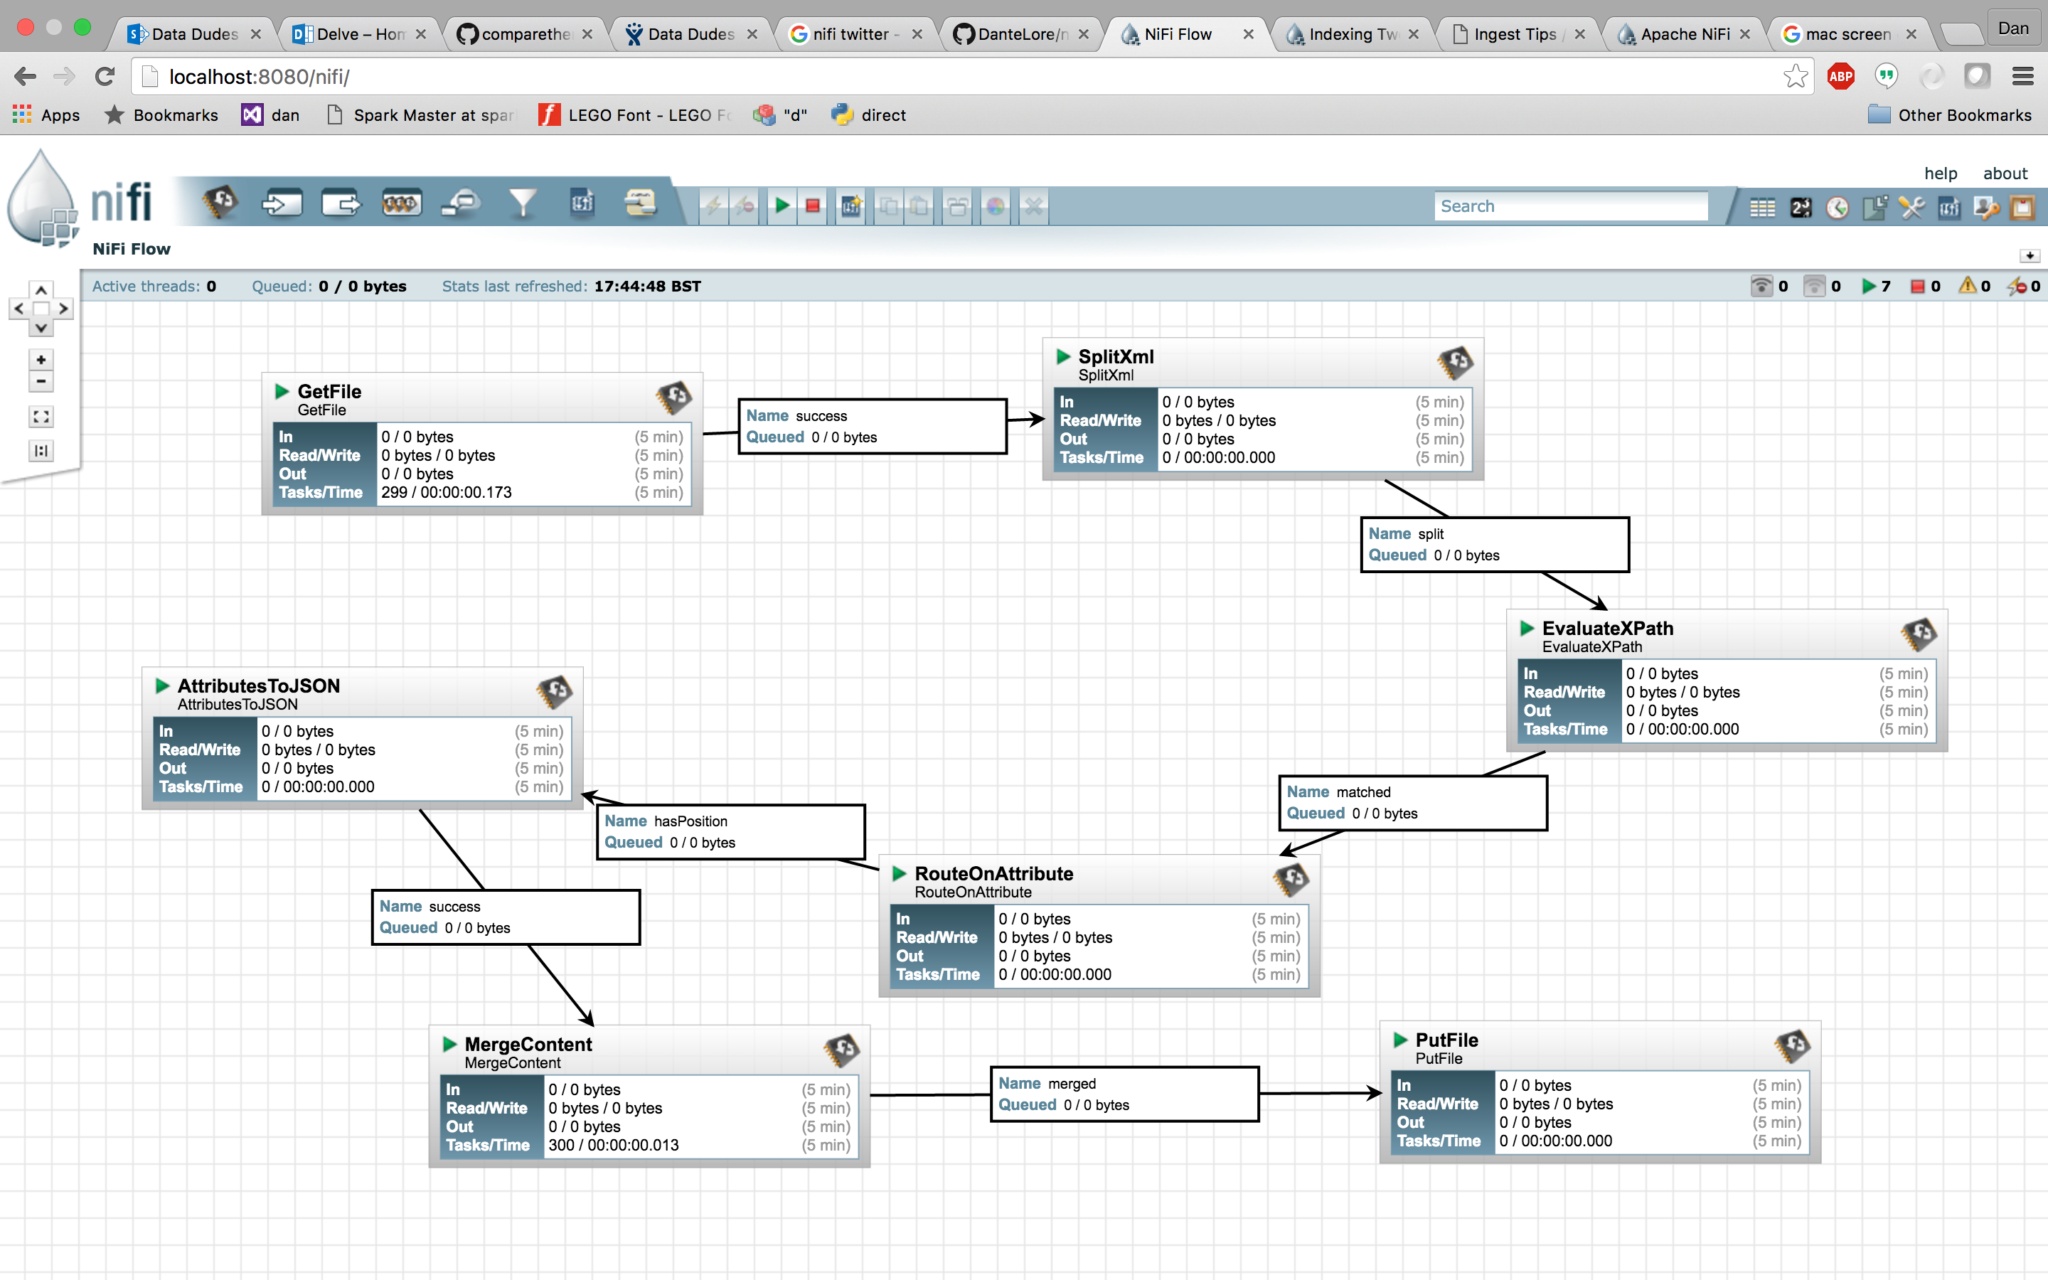 Data Dudes
Delve – Hom
comparethe
Data Dudes
nifi twitter -
DanteLore/n
NiFi Flow
Indexing Tw
Ingest Tips /
Apache NiFi
mac screen
Dan
localhost:8080/nifi/
ABP
Apps
Bookmarks
dan
Spark Master at spar
LEGO Font - LEGO F
"d"
direct
Other Bookmarks
nifi
help
about
Search
NiFi Flow
Active threads: 0
Queued: 0 / 0 bytes
Stats last refreshed: 17:44:48 BST
0
0
7
0
0
0
GetFile
GetFile
In 0 / 0 bytes (5 min)
Read/Write 0 bytes / 0 bytes (5 min)
Out 0 / 0 bytes (5 min)
Tasks/Time 299 / 00:00:00.173 (5 min)
Name success
Queued 0 / 0 bytes
SplitXml
SplitXml
In 0 / 0 bytes (5 min)
Read/Write 0 bytes / 0 bytes (5 min)
Out 0 / 0 bytes (5 min)
Tasks/Time 0 / 00:00:00.000 (5 min)
Name split
Queued 0 / 0 bytes
EvaluateXPath
EvaluateXPath
In 0 / 0 bytes (5 min)
Read/Write 0 bytes / 0 bytes (5 min)
Out 0 / 0 bytes (5 min)
Tasks/Time 0 / 00:00:00.000 (5 min)
Name matched
Queued 0 / 0 bytes
RouteOnAttribute
RouteOnAttribute
In 0 / 0 bytes (5 min)
Read/Write 0 bytes / 0 bytes (5 min)
Out 0 / 0 bytes (5 min)
Tasks/Time 0 / 00:00:00.000 (5 min)
Name hasPosition
Queued 0 / 0 bytes
AttributesToJSON
AttributesToJSON
In 0 / 0 bytes (5 min)
Read/Write 0 bytes / 0 bytes (5 min)
Out 0 / 0 bytes (5 min)
Tasks/Time 0 / 00:00:00.000 (5 min)
Name success
Queued 0 / 0 bytes
MergeContent
MergeContent
In 0 / 0 bytes (5 min)
Read/Write 0 bytes / 0 bytes (5 min)
Out 0 / 0 bytes (5 min)
Tasks/Time 300 / 00:00:00.013 (5 min)
Name merged
Queued 0 / 0 bytes
PutFile
PutFile
In 0 / 0 bytes (5 min)
Read/Write 0 bytes / 0 bytes (5 min)
Out 0 / 0 bytes (5 min)
Tasks/Time 0 / 00:00:00.000 (5 min)